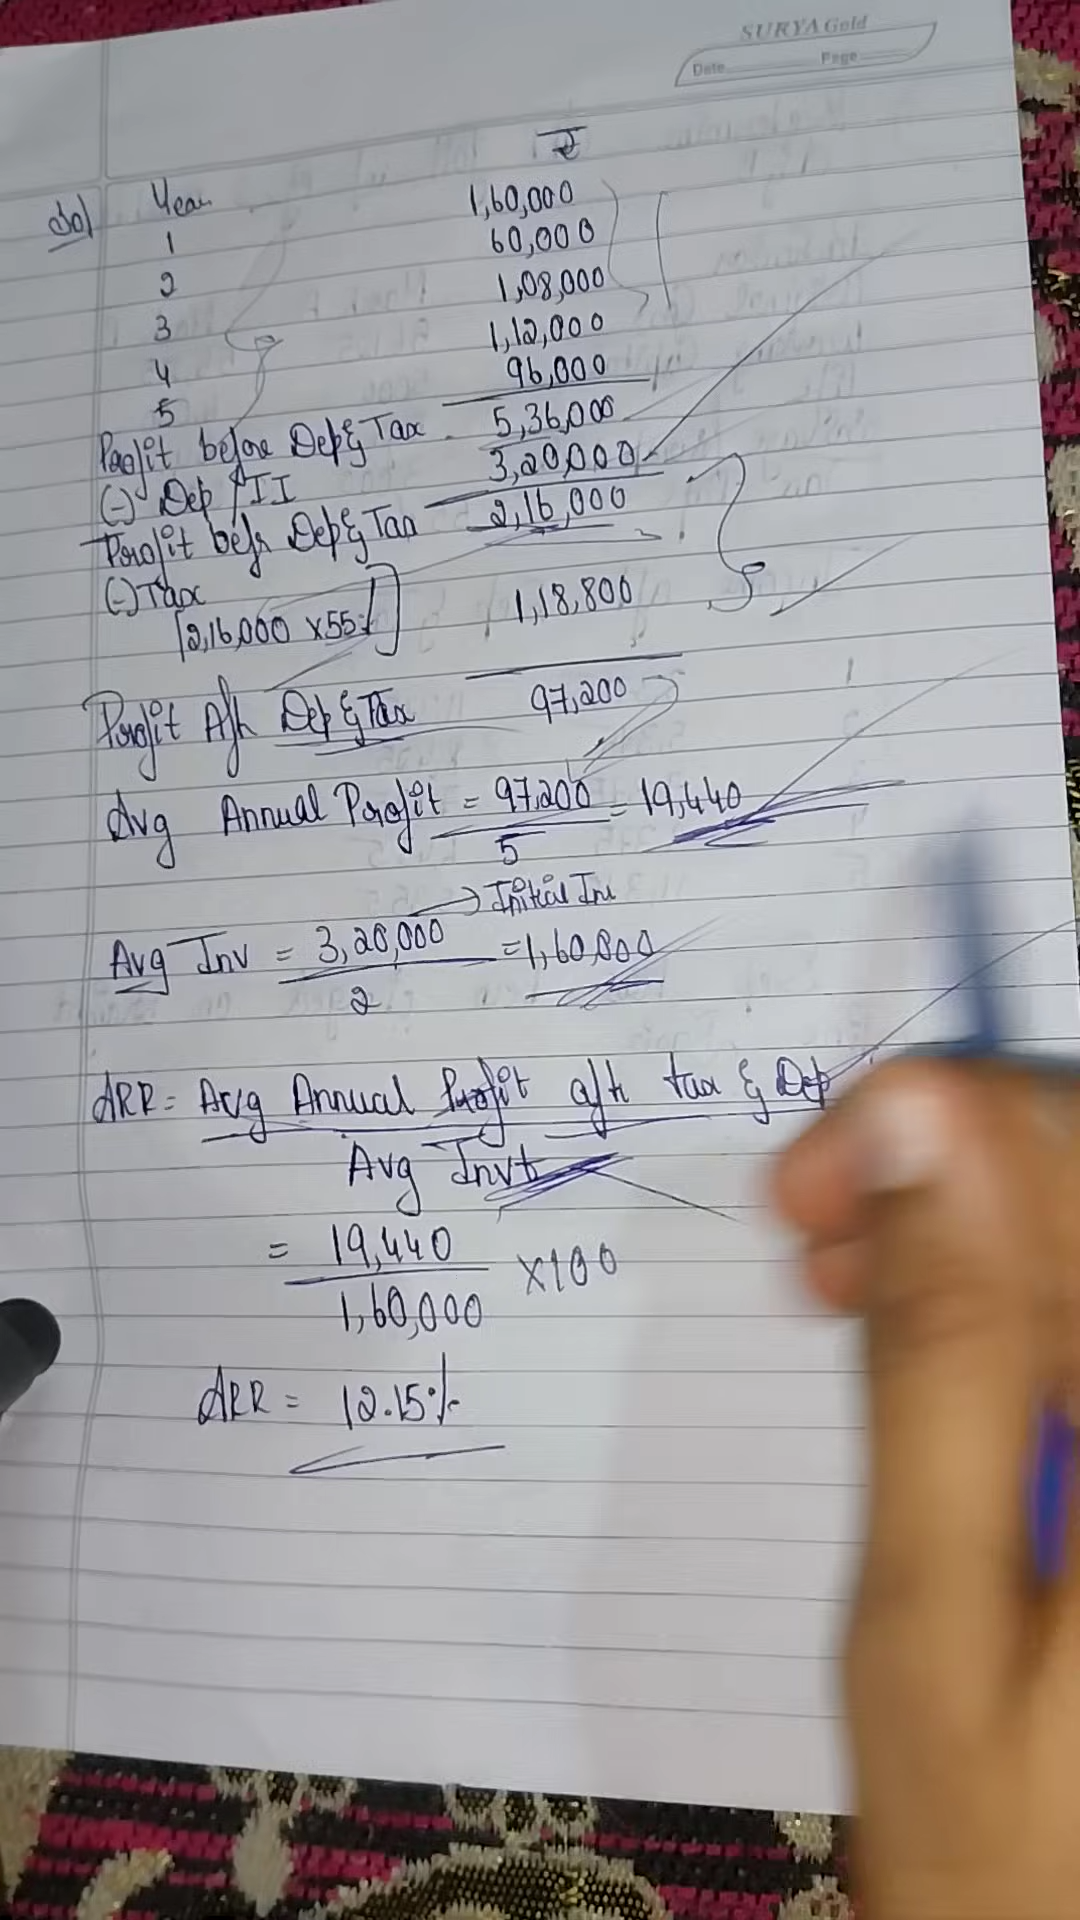 SURYA Gold
Date Page
₹
Sol Year 1,60,000
1 60,000
2 1,08,000
3 1,12,000
4 96,000
5
Profit before Dep & Tax 5,36,000
(-) Dep / II 3,20,000
Profit befr Dep & Tax 2,16,000
(-) Tax
[2,16,000 x 55%] 1,18,800
Profit Aft Dep & Tax 97,200
Avg Annual Profit = 97,200 = 19,440
5
→ Initial Inv
Avg Inv = 3,20,000 = 1,60,000
2
ARR = Avg Annual Profit aft tax & Dep
Avg Invt
= 19,440 x100
1,60,000
ARR = 12.15%